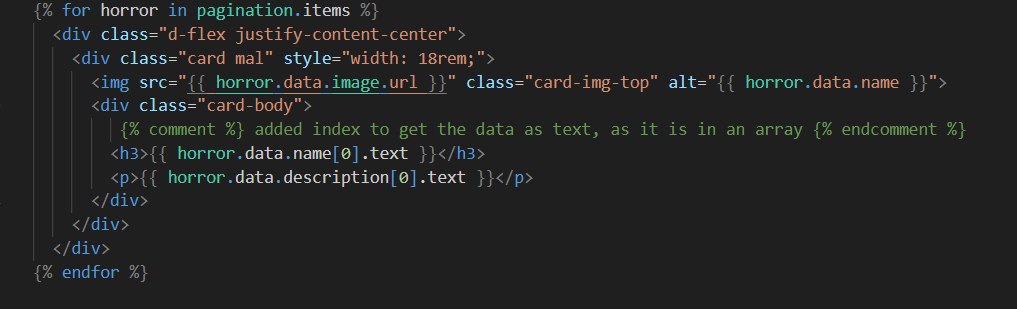 {% for horror in pagination.items %}
<div class="d-flex justify-content-center">
<div class="card mal" style="width: 18rem;">
<img src="{{ horror.data.image.url }}" class="card-img-top" alt="{{ horror.data.name }}">
<div class="card-body">
{% comment %} added index to get the data as text, as it is in an array {% endcomment %}
<h3>{{ horror.data.name[0].text }}</h3>
<p>{{ horror.data.description[0].text }}</p>
</div>
</div>
</div>
{% endfor %}